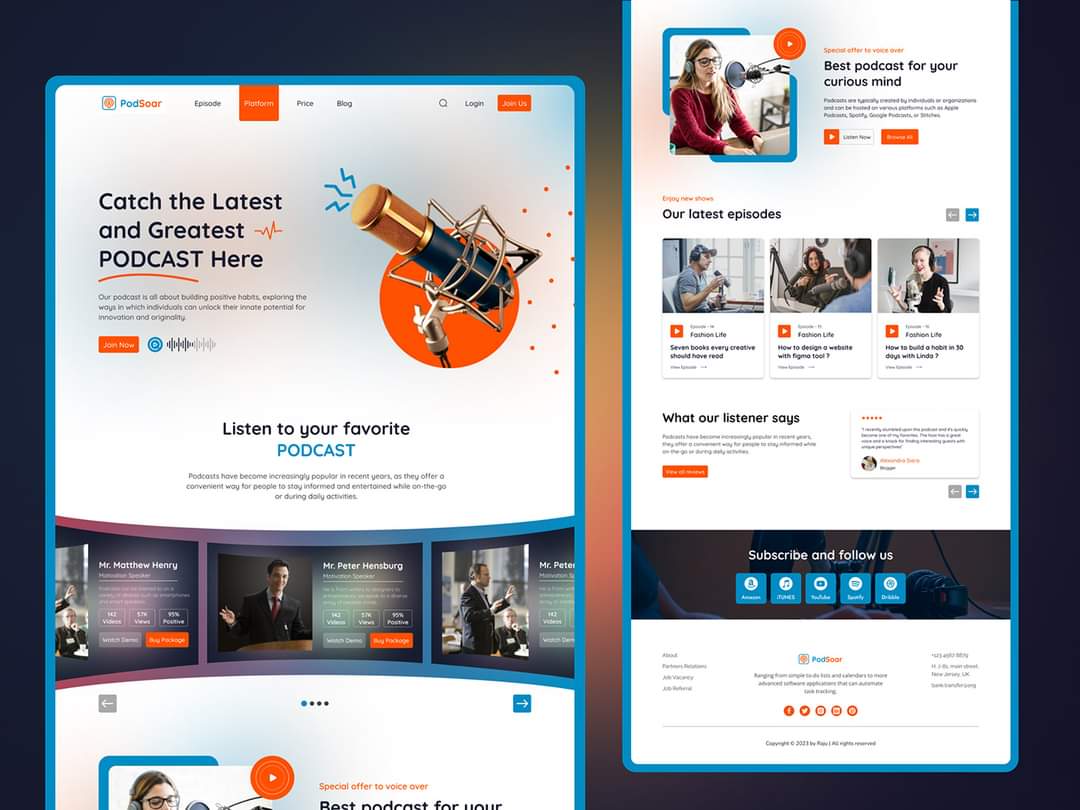 PodSoar
Episode
Platform
Price
Blog
Login
Join Us
Catch the Latest
and Greatest
PODCAST Here
Our podcast is all about building positive habits, exploring the
ways in which individuals can unlock their innate potential for
innovation and originality.
Join Now
Listen to your favorite
PODCAST
Podcasts have become increasingly popular in recent years, as they offer a
convenient way for people to stay informed and entertained while on-the-go
or during daily activities.
Mr. Matthew Henry
Motivation Speaker
142
Videos
57K
Views
95%
Positive
Watch Demo
Buy Package
Mr. Peter Hensburg
Motivation Speaker
142
Videos
57K
Views
95%
Positive
Watch Demo
Buy Package
Mr. Peter
Motivation
142
Videos
Watch Dem
Special offer to voice over
Best podcast for your
Special offer to voice over
Best podcast for your
curious mind
Podcasts are typically created by individuals or organizations
and can be hosted on various platforms such as Apple
Podcasts, Spotify, Google Podcasts, or Stitches.
Listen Now
Browse All
Enjoy new shows
Our latest episodes
Episode - 14
Fashion Life
Seven books every creative
should have read
View Episode
Episode - 15
Fashion Life
How to design a website
with figma tool ?
View Episode
Episode - 16
Fashion Life
How to build a habit in 30
days with Linda ?
View Episode
What our listener says
Podcasts have become increasingly popular in recent years,
they offer a convenient way for people to stay informed while
on-the-go or during daily activities.
View all reviews
"I recently stumbled upon this podcast and it's quickly
become one of my favorites. The host has a great
voice and a knack for finding interesting guests with
unique perspectives"
Alexandra Daria
Blogger
Subscribe and follow us
Amazon
iTUNES
YouTube
Spotify
Dribble
About
Partners Relations
Job Vacancy
Job Referral
PodSoar
Ranging from simple to-do lists and calendars to more
advanced software applications that can automate
task tracking.
+123 4567 8879
H. J-8L main street.
New Jersey, UK
Copyright © 2023 by Raju | All rights reserved